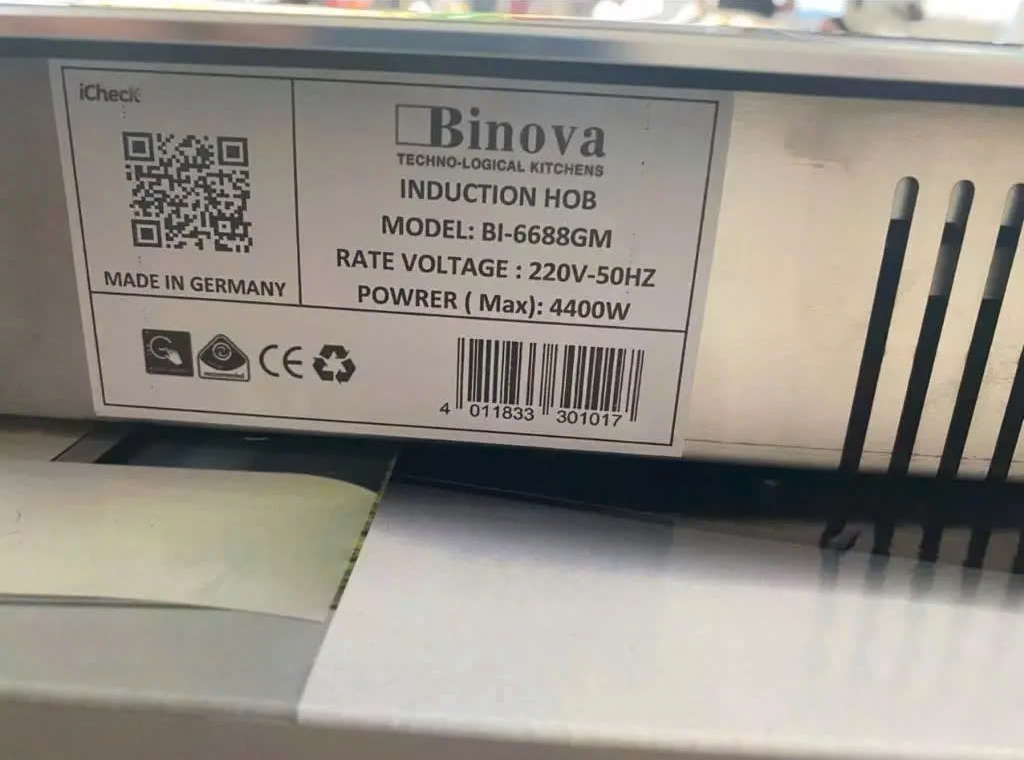 iCheck
MADE IN GERMANY
Binova
TECHNO-LOGICAL KITCHENS
INDUCTION HOB
MODEL: BI-6688GM
RATE VOLTAGE : 220V-50HZ
POWRER ( Max): 4400W
recommended
CE
4 011833 301017